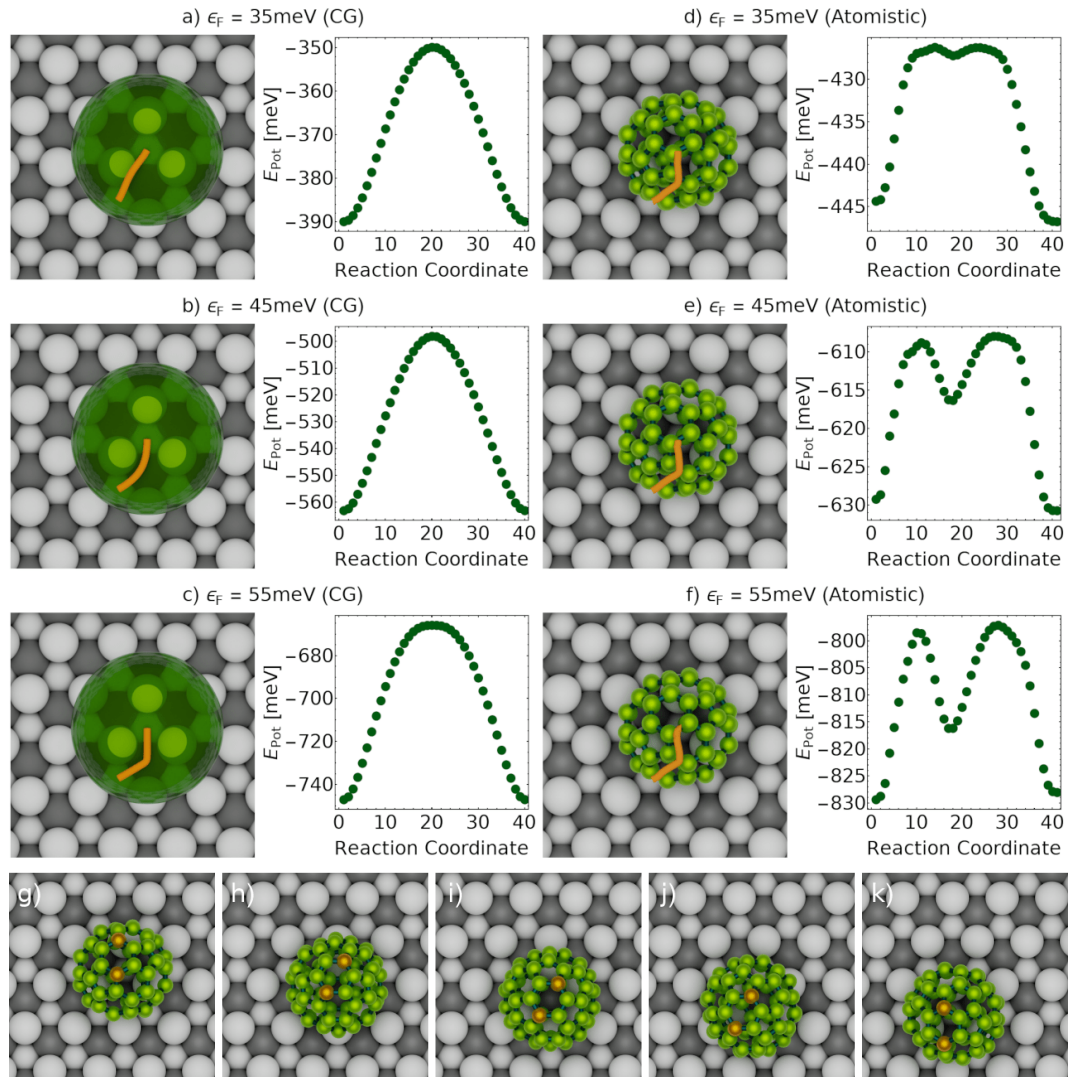 a) ϵF = 35meV (CG)
EPot [meV]
−350
−360
−370
−380
−390
0 10 20 30 40
Reaction Coordinate
d) ϵF = 35meV (Atomistic)
EPot [meV]
−430
−435
−440
−445
0 10 20 30 40
Reaction Coordinate
b) ϵF = 45meV (CG)
EPot [meV]
−500
−510
−520
−530
−540
−550
−560
0 10 20 30 40
Reaction Coordinate
e) ϵF = 45meV (Atomistic)
EPot [meV]
−610
−615
−620
−625
−630
0 10 20 30 40
Reaction Coordinate
c) ϵF = 55meV (CG)
EPot [meV]
−680
−700
−720
−740
0 10 20 30 40
Reaction Coordinate
f) ϵF = 55meV (Atomistic)
EPot [meV]
−800
−805
−810
−815
−820
−825
−830
0 10 20 30 40
Reaction Coordinate
g)
h)
i)
j)
k)